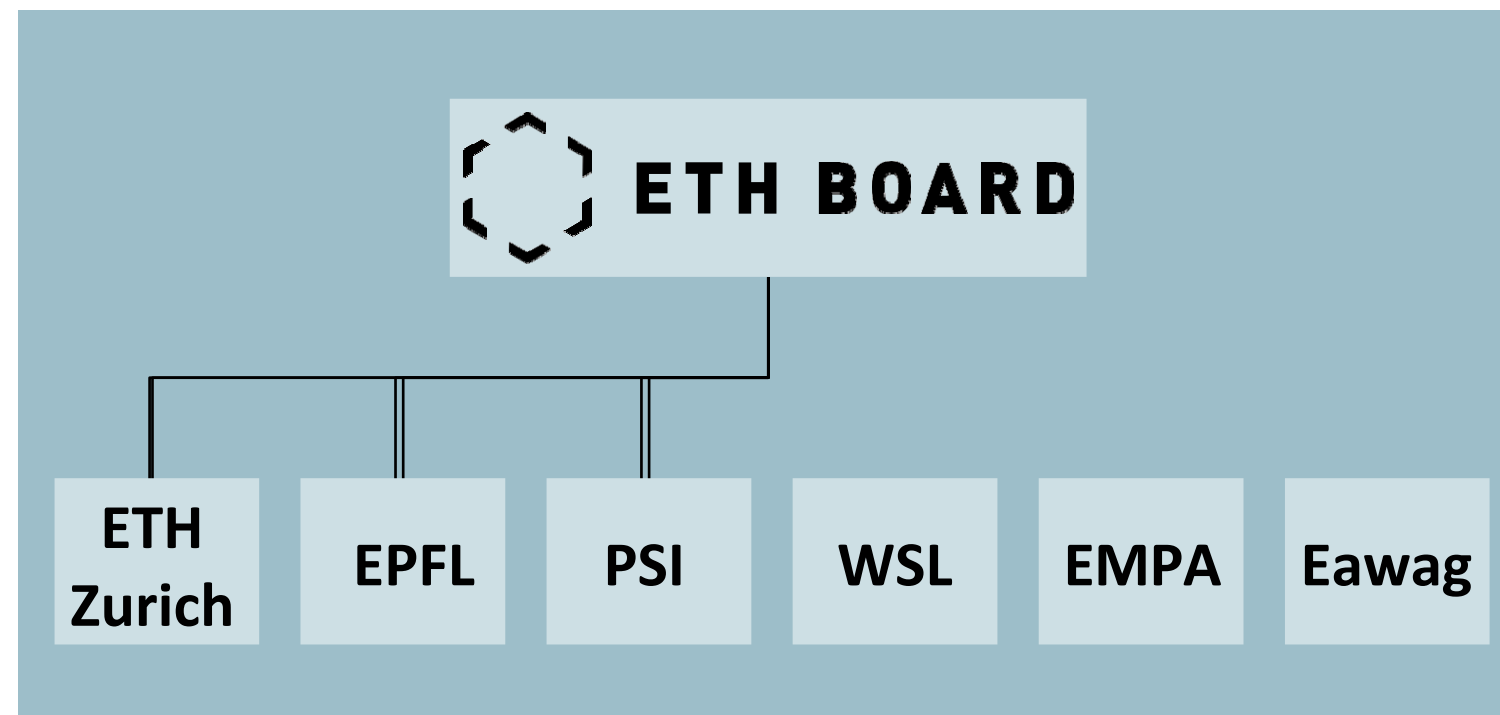 ETH BOARD
ETH
Zurich
EPFL
PSI
WSL
EMPA
Eawag